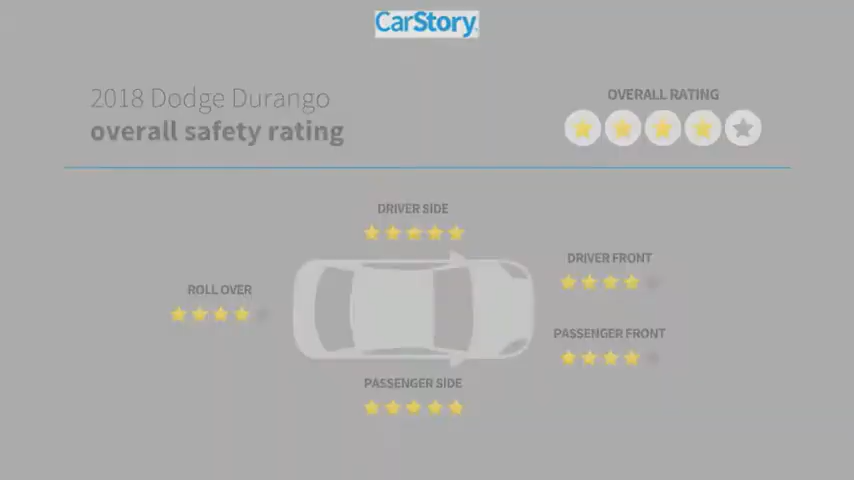 CarStory
2018 Dodge Durango
overall safety rating
OVERALL RATING
DRIVER SIDE
DRIVER FRONT
ROLL OVER
PASSENGER FRONT
PASSENGER SIDE